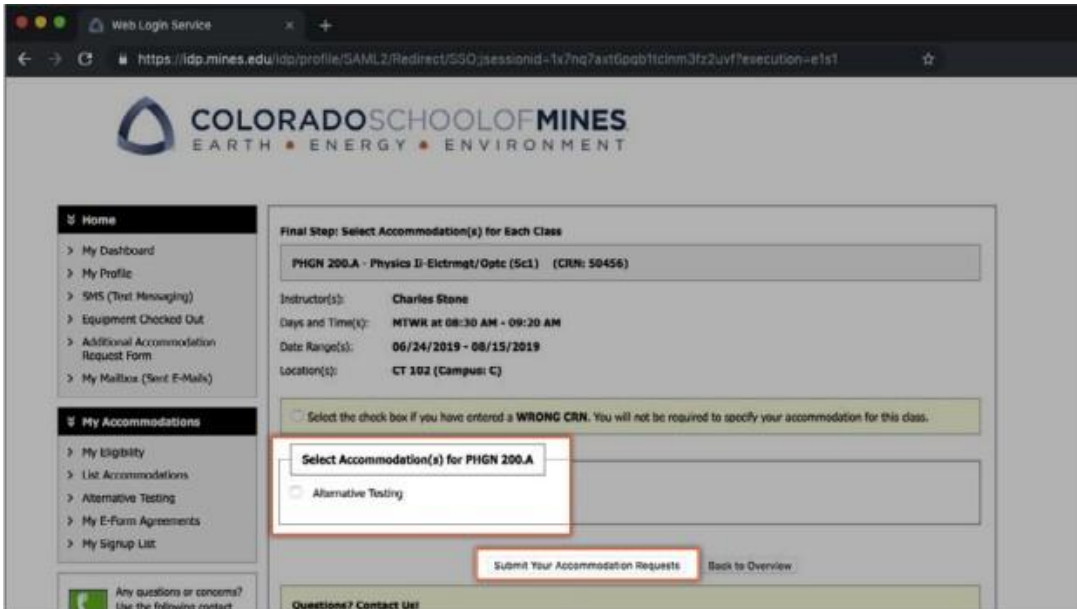 Web Login Service
https://idp.mines.edu/idp/profile/SAML2/Redirect/SSO;jsessionid=1x7nq7axt6pqb1tclnm3fz2uvf?execution=e1s1
COLORADOSCHOOLOFMINES
EARTH • ENERGY • ENVIRONMENT
Home
My Dashboard
My Profile
SMS (Text Messaging)
Equipment Checked Out
Additional Accommodation
Request Form
My Mailbox (Sent E-Mails)
My Accommodations
My Eligibility
List Accommodations
Alternative Testing
My E-Form Agreements
My Signup List
Any questions or concerns?
Use the following contact
Final Step: Select Accommodation(s) for Each Class
PHGN 200.A - Physics Ii-Elctrmgt/Optc (Sc1) (CRN: 50456)
Instructor(s): Charles Stone
Days and Time(s): MTWR at 08:30 AM - 09:20 AM
Date Range(s): 06/24/2019 - 08/15/2019
Location(s): CT 102 (Campus: C)
Select the check box if you have entered a WRONG CRN. You will not be required to specify your accommodation for this class.
Select Accommodation(s) for PHGN 200.A
Alternative Testing
Submit Your Accommodation Requests
Back to Overview
Questions? Contact Us!